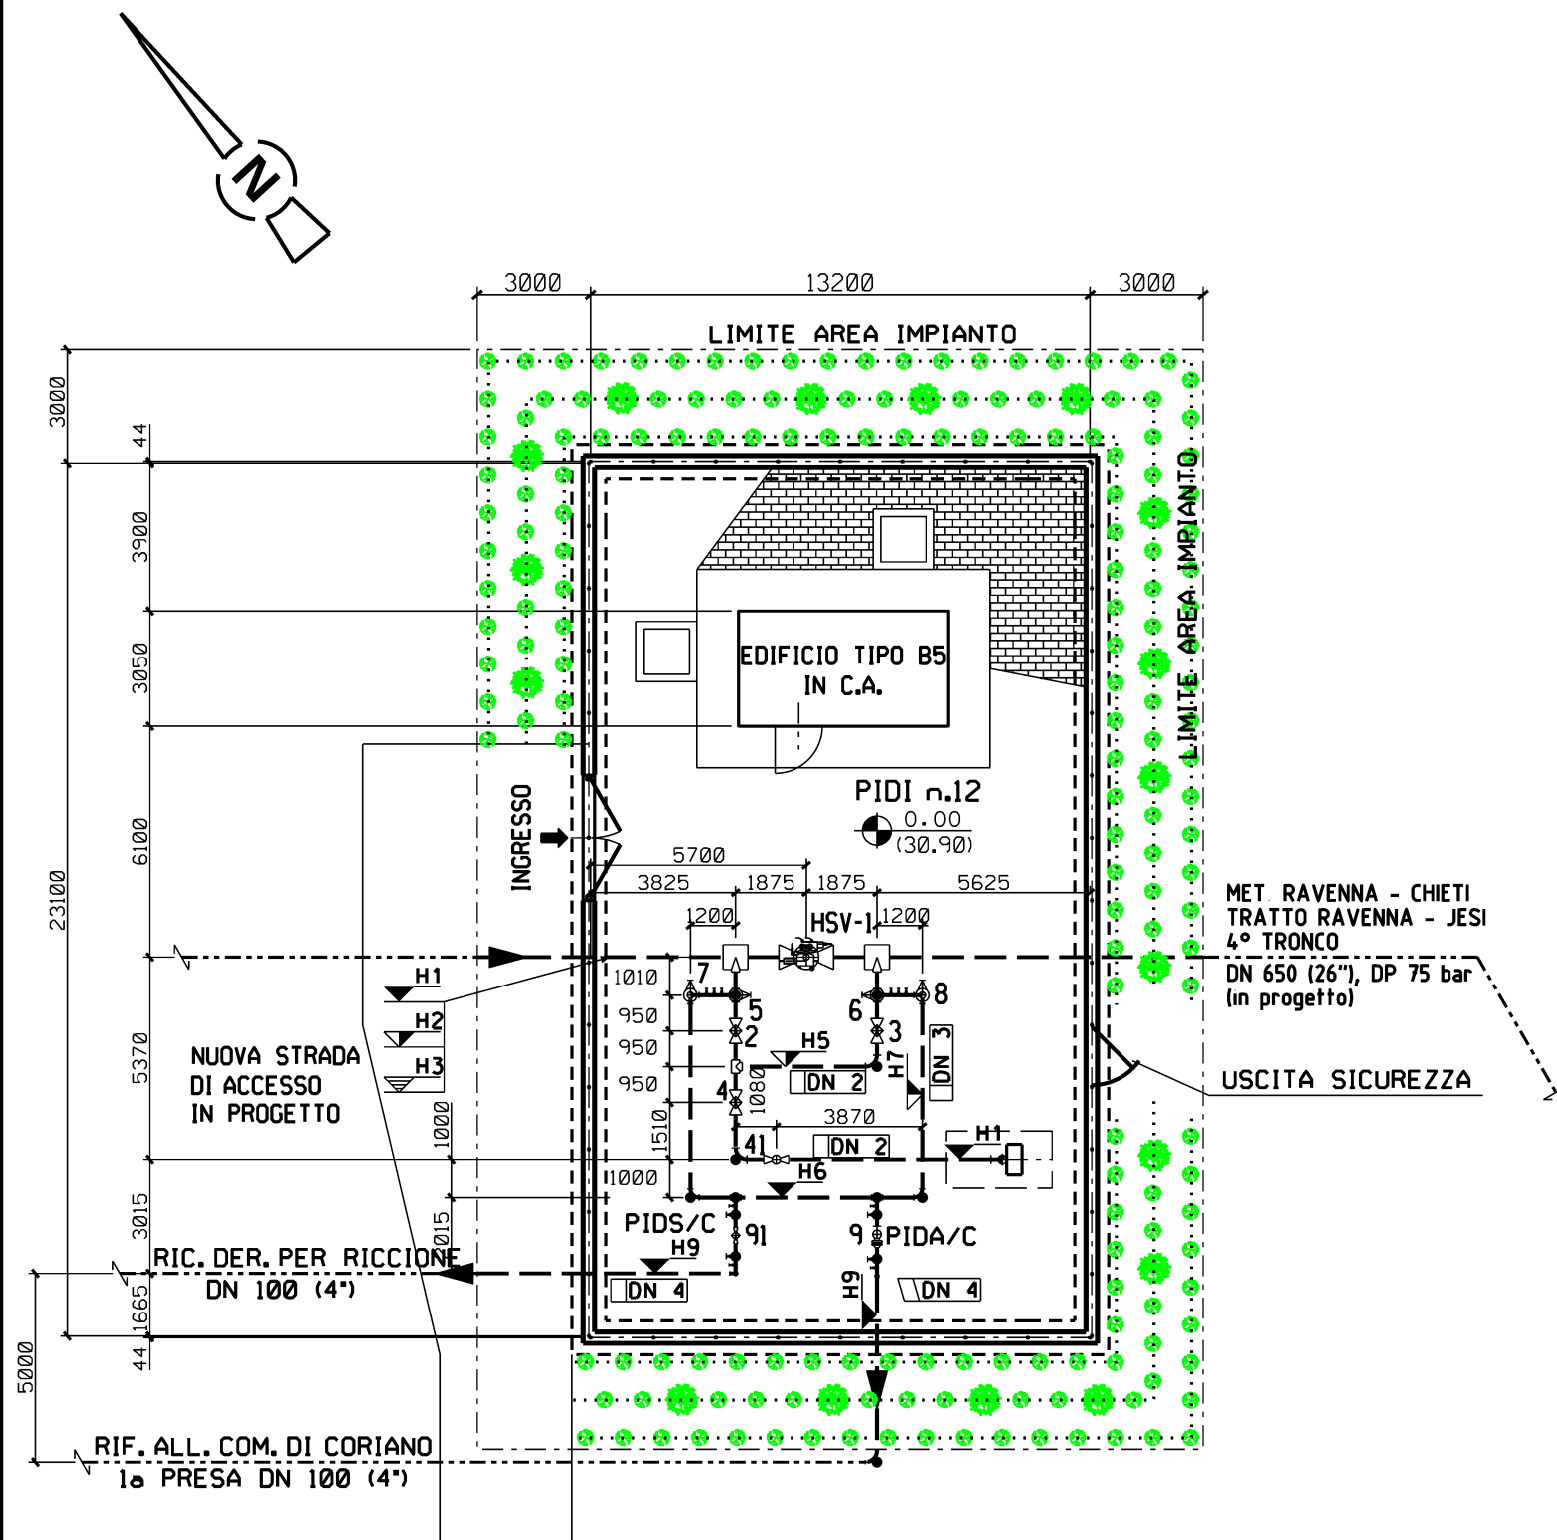 N
3000
13200
3000
LIMITE AREA IMPIANTO
3000
44
3900
3050
6100
23100
5370
3015
1665
44
5000
LIMITE AREA IMPIANTO
EDIFICIO TIPO B5
IN C.A.
INGRESSO
PIDI n.12
0.00
(30.90)
5700
3825
1875
1875
5625
1200
HSV-1
1200
MET. RAVENNA - CHIETI
TRATTO RAVENNA - JESI
4° TRONCO
DN 650 (26"), DP 75 bar
(in progetto)
H1
H2
H3
NUOVA STRADA
DI ACCESSO
IN PROGETTO
1010
950
950
950
1510
1000
1000
7
5
2
6
3
8
H5
DN 2
H7
DN 3
4
1080
3870
41
DN 2
H1
H6
USCITA SICUREZZA
PIDS/C
91
9
PIDA/C
H9
DN 4
H9
DN 4
RIC. DER. PER RICCIONE
DN 100 (4")
RIF. ALL. COM. DI CORIANO
1a PRESA DN 100 (4")